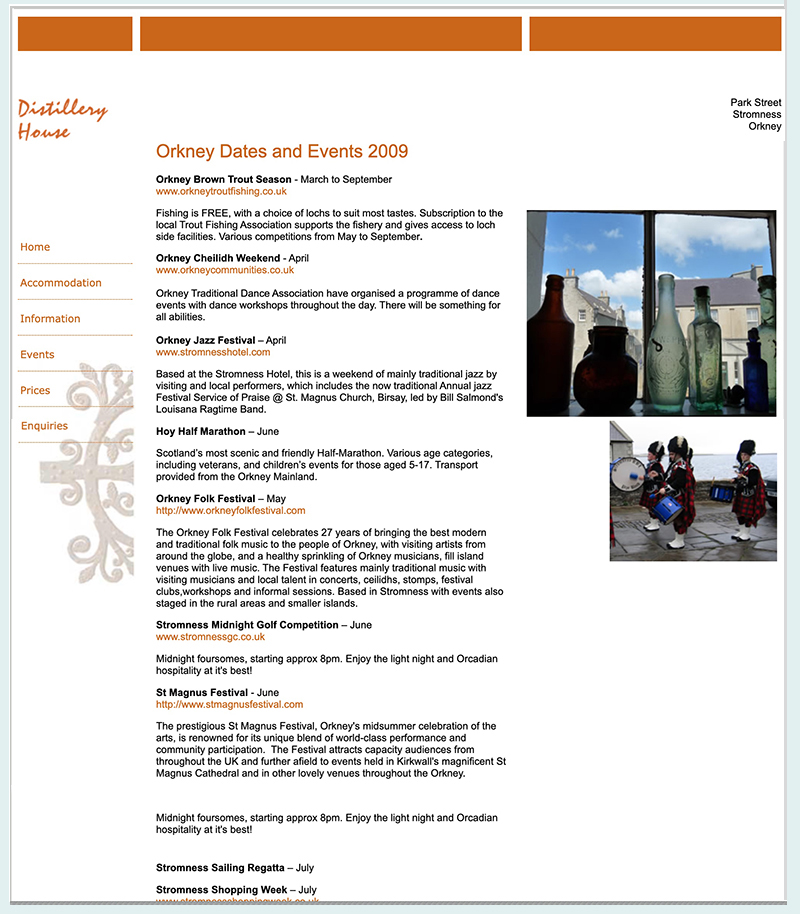 Distillery
House
Park Street
Stromness
Orkney
Home
Accommodation
Information
Events
Prices
Enquiries
Orkney Dates and Events 2009
Orkney Brown Trout Season - March to September
www.orkneytroutfishing.co.uk
Fishing is FREE, with a choice of lochs to suit most tastes. Subscription to the
local Trout Fishing Association supports the fishery and gives access to loch
side facilities. Various competitions from May to September.
Orkney Cheilidh Weekend - April
www.orkneycommunities.co.uk
Orkney Traditional Dance Association have organised a programme of dance
events with dance workshops throughout the day. There will be something for
all abilities.
Orkney Jazz Festival – April
www.stromnesshotel.com
Based at the Stromness Hotel, this is a weekend of mainly traditional jazz by
visiting and local performers, which includes the now traditional Annual jazz
Festival Service of Praise @ St. Magnus Church, Birsay, led by Bill Salmond's
Louisana Ragtime Band.
Hoy Half Marathon – June
Scotland's most scenic and friendly Half-Marathon. Various age categories,
including veterans, and children's events for those aged 5-17. Transport
provided from the Orkney Mainland.
Orkney Folk Festival – May
http://www.orkneyfolkfestival.com
The Orkney Folk Festival celebrates 27 years of bringing the best modern
and traditional folk music to the people of Orkney, with visiting artists from
around the globe, and a healthy sprinkling of Orkney musicians, fill island
venues with live music. The Festival features mainly traditional music with
visiting musicians and local talent in concerts, ceilidhs, stomps, festival
clubs,workshops and informal sessions. Based in Stromness with events also
staged in the rural areas and smaller islands.
Stromness Midnight Golf Competition – June
www.stromnessgc.co.uk
Midnight foursomes, starting approx 8pm. Enjoy the light night and Orcadian
hospitality at it's best!
St Magnus Festival - June
http://www.stmagnusfestival.com
The prestigious St Magnus Festival, Orkney's midsummer celebration of the
arts, is renowned for its unique blend of world-class performance and
community participation.  The Festival attracts capacity audiences from
throughout the UK and further afield to events held in Kirkwall's magnificent St
Magnus Cathedral and in other lovely venues throughout the Orkney.
Midnight foursomes, starting approx 8pm. Enjoy the light night and Orcadian
hospitality at it's best!
Stromness Sailing Regatta – July
Stromness Shopping Week – July
www.stromnessshoppingweek.co.uk